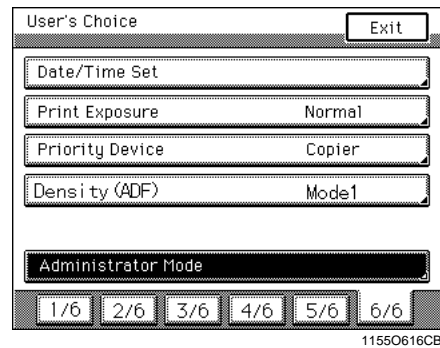 User's Choice
Exit
Date/Time Set
Print Exposure Normal
Priority Device Copier
Density(ADF) Mode1
Administrator Mode
1/6 2/6 3/6 4/6 5/6 6/6
1155O616CB